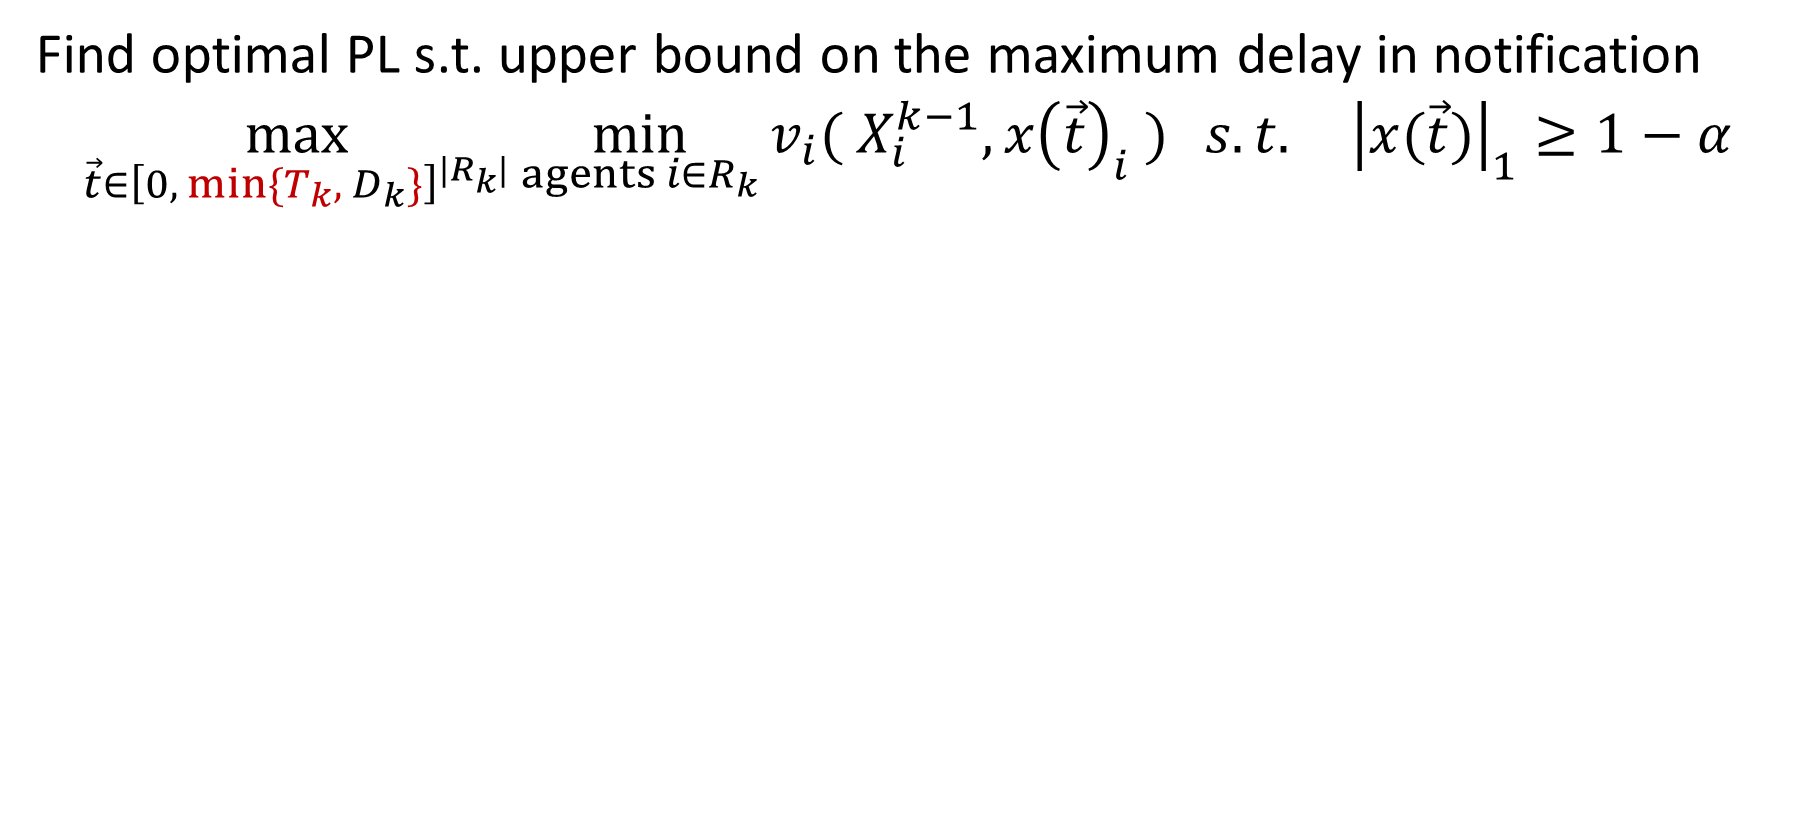 Find optimal PL s.t. upper bound on the maximum delay in notification
max min v_i( X_i^{k−1}, x(t⃗)_i ) s.t. |x(t⃗)|_1 ≥ 1 − α
t⃗∈[0, min{T_k, D_k}]^{|R_k|} agents i∈R_k